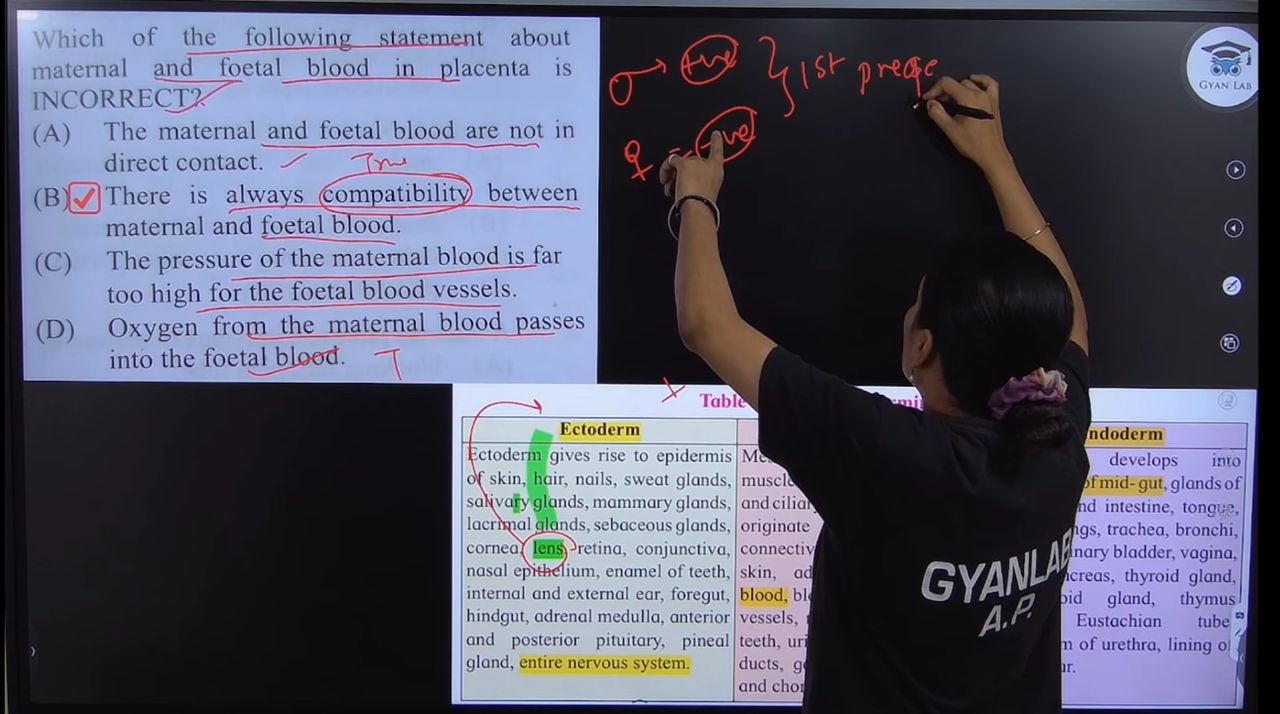 Which of the following statement about
maternal and foetal blood in placenta is
INCORRECT?
(A) The maternal and foetal blood are not in
direct contact.
True
(B) There is always compatibility between
maternal and foetal blood.
(C) The pressure of the maternal blood is far
too high for the foetal blood vessels.
(D) Oxygen from the maternal blood passes
into the foetal blood. T
♂ → +ve } 1st
♀ = -ve
GYAN LAB
Table
Ectoderm
Ectoderm gives rise to epidermis
of skin, hair, nails, sweat glands,
salivary glands, mammary glands,
lacrimal glands, sebaceous glands,
cornea, lens, retina, conjunctiva,
nasal epithelium, enamel of teeth,
internal and external ear, foregut,
hindgut, adrenal medulla, anterior
and posterior pituitary, pineal
gland, entire nervous system.
Me
muscle
and ciliar
originate
connectiv
skin, ad
blood, bl
vessels,
teeth, uri
ducts, g
and chor
ndoderm
develops into
of mid-gut, glands of
nd intestine, tongue,
ngs, trachea, bronchi,
nary bladder, vagina,
ncreas, thyroid gland,
oid gland, thymus
Eustachian tube
m of urethra, lining of
ar.
GYANLAB
A.P.